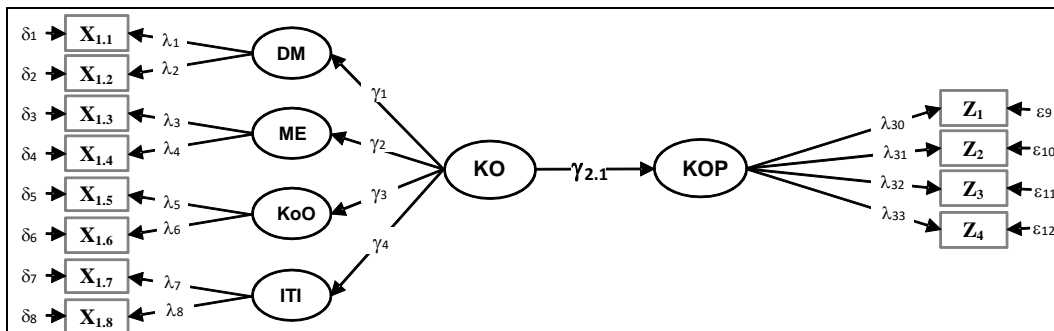 δ1 X1.1 λ1 DM
δ2 X1.2 λ2
γ1
δ3 X1.3 λ3 ME
δ4 X1.4 λ4 γ2
δ5 X1.5 λ5 KoO γ3
δ6 X1.6 λ6
γ4
δ7 X1.7 λ7 ITI
δ8 X1.8 λ8
KO γ2.1 KOP
λ30 Z1 ε9
λ31 Z2 ε10
λ32 Z3 ε11
λ33 Z4 ε12